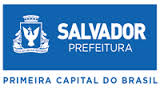 SALVADOR
PREFEITURA
PRIMEIRA CAPITAL DO BRASIL